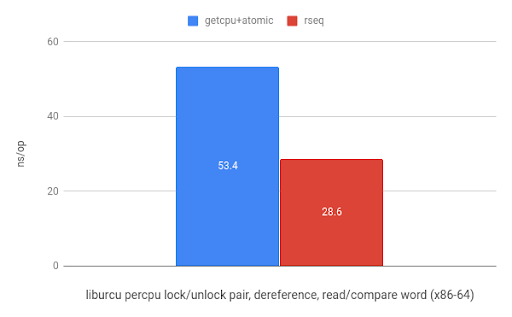 getcpu+atomic rseq
60
40
20
0
ns/op
53.4
28.6
liburcu percpu lock/unlock pair, dereference, read/compare word (x86-64)